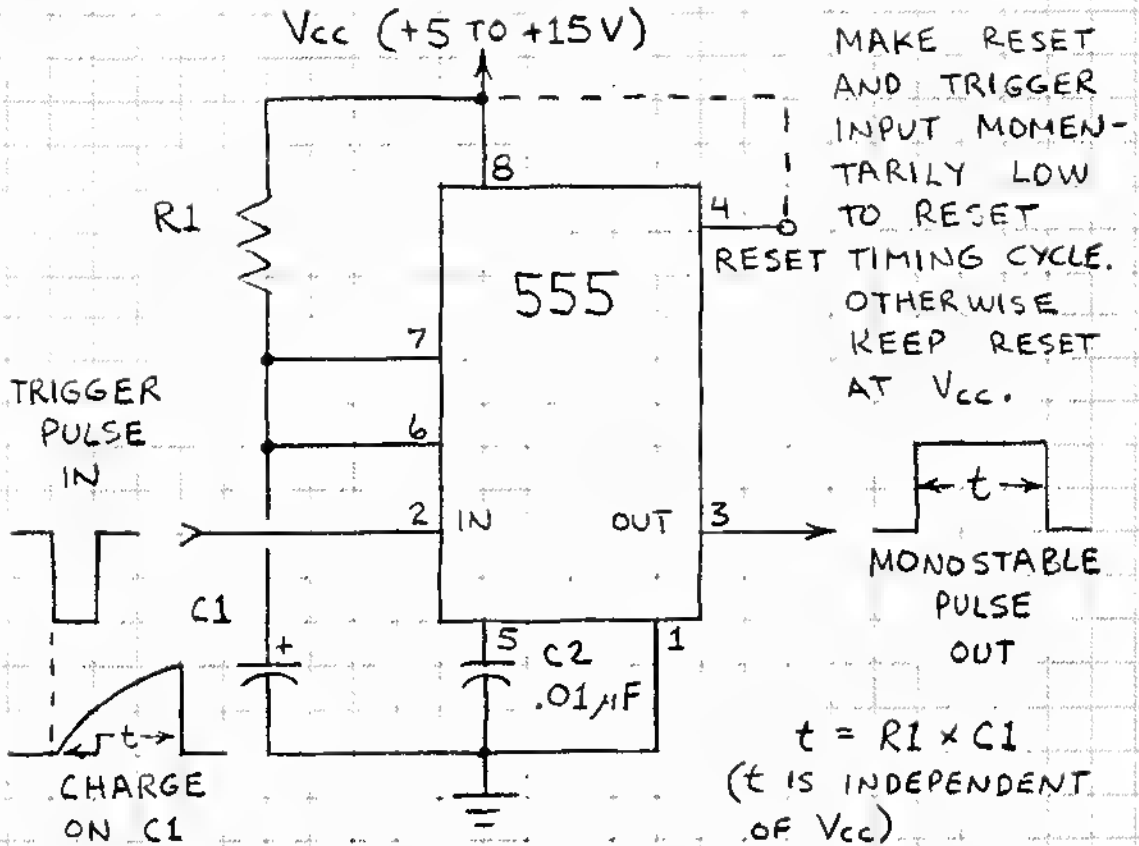 Vcc (+5 TO +15V)
MAKE RESET
AND TRIGGER
INPUT MOMEN-
TARILY LOW
TO RESET
TIMING CYCLE.
OTHERWISE
KEEP RESET
AT Vcc.
8
R1
4
RESET
555
7
TRIGGER
PULSE
IN
6
2
IN
OUT
3
t
MONOSTABLE
PULSE
OUT
C1
+
5
C2
.01µF
1
t
CHARGE
ON C1
t = R1 × C1
(t IS INDEPENDENT
OF Vcc)